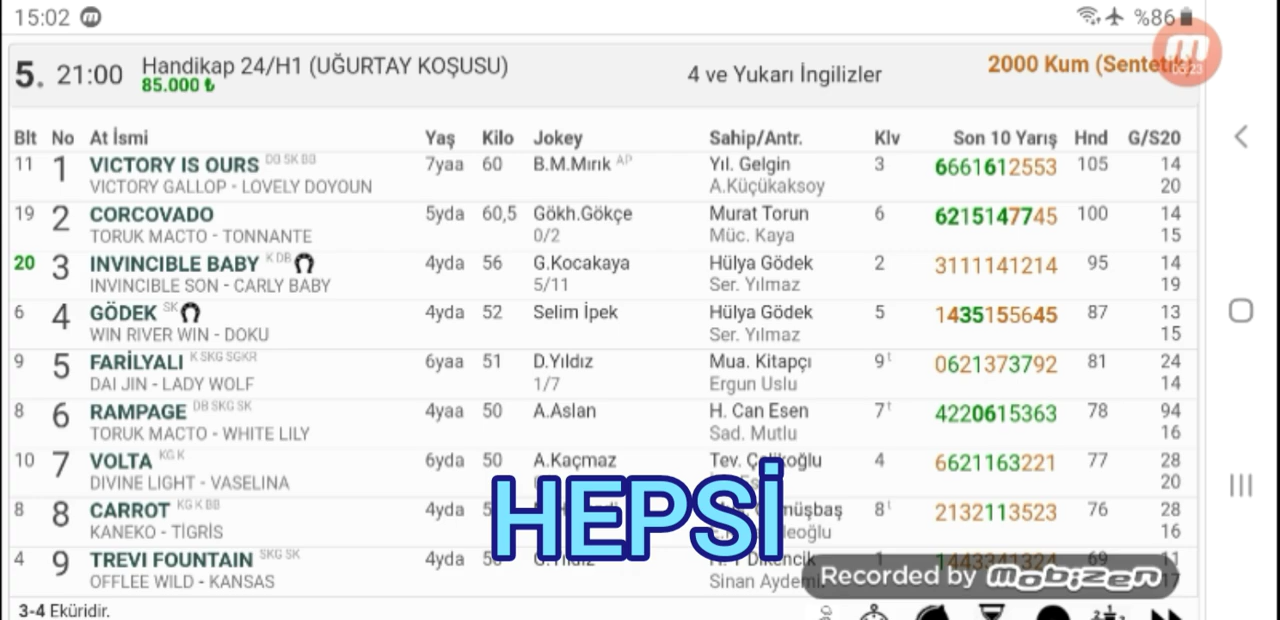 15:02 %86
5. 21:00 Handikap 24/H1 (UĞURTAY KOŞUSU) 4 ve Yukarı İngilizler 2000 Kum
85.000 ₺
Blt No At İsmi Yaş Kilo Jokey Sahip/Antr. Klv Son 10 Yarış Hnd G/S20
11 1 VICTORY IS OURS DB SK BB 7yaa 60 B.M.Mırık AP Yıl. Gelgin 3 6661612553 105 14
VICTORY GALLOP - LOVELY DOYOUN A.Küçükaksoy 20
19 2 CORCOVADO 5yda 60,5 Gökh.Gökçe Murat Torun 6 6215147745 100 14
TORUK MACTO - TONNANTE 0/2 Müc. Kaya 15
20 3 INVINCIBLE BABY K DB 4yda 56 G.Kocakaya Hülya Gödek 2 3111141214 95 14
INVINCIBLE SON - CARLY BABY 5/11 Ser. Yılmaz 19
6 4 GÖDEK SK 4yda 52 Selim İpek Hülya Gödek 5 1435155645 87 13
WIN RIVER WIN - DOKU Ser. Yılmaz 15
9 5 FARİLYALI K SKG SGKR 6yaa 51 D.Yıldız Mua. Kitapçı 9t 0621373792 81 24
DAI JIN - LADY WOLF 1/7 Ergun Uslu 14
8 6 RAMPAGE DB SKG SK 4yaa 50 A.Aslan H. Can Esen 7t 4220615363 78 94
TORUK MACTO - WHITE LILY Sad. Mutlu 16
10 7 VOLTA KG K 6yda 50 A.Kaçmaz Tev. 4 6621163221 77 28
DIVINE LIGHT - VASELINA 20
8 8 CARROT KG K BB 4yda 8t 2132113523 76 28
KANEKO - TİGRİS 16
4 9 TREVI FOUNTAIN SKG SK 4yda 1 69 11
OFFLEE WILD - KANSAS Sinan 17
HEPSİ
Recorded by mobizen
3-4 Eküridir.